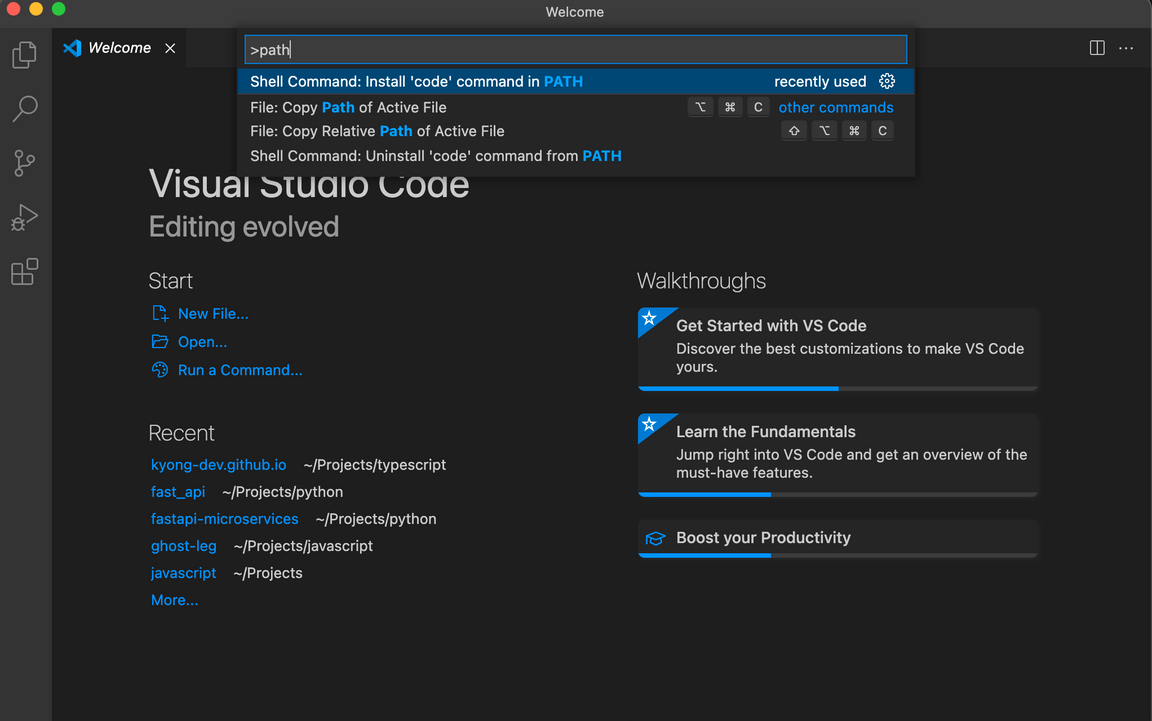 Welcome
Welcome
>path
Shell Command: Install 'code' command in PATH recently used
File: Copy Path of Active File ⌥ ⌘ C other commands
File: Copy Relative Path of Active File ⇧ ⌥ ⌘ C
Shell Command: Uninstall 'code' command from PATH
Visual Studio Code
Editing evolved
Start
New File...
Open...
Run a Command...
Recent
kyong-dev.github.io ~/Projects/typescript
fast_api ~/Projects/python
fastapi-microservices ~/Projects/python
ghost-leg ~/Projects/javascript
javascript ~/Projects
More...
Walkthroughs
Get Started with VS Code
Discover the best customizations to make VS Code
yours.
Learn the Fundamentals
Jump right into VS Code and get an overview of the
must-have features.
Boost your Productivity